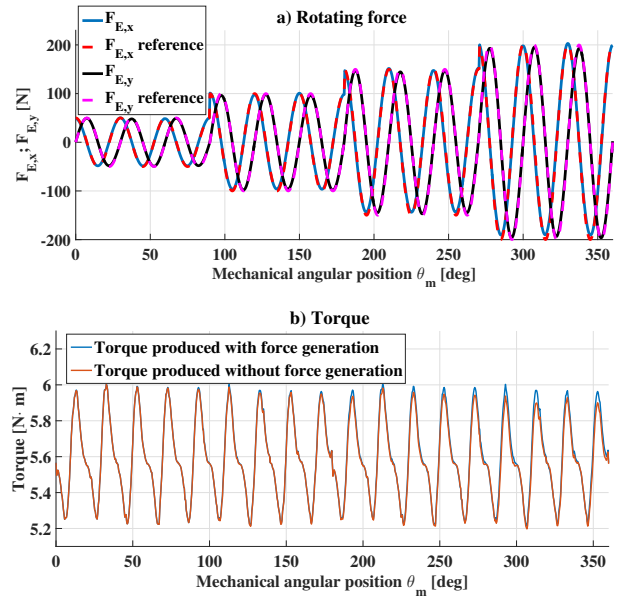 a) Rotating force
F_E,x
F_E,x reference
F_E,y
F_E,y reference
F_E,x; F_E,y [N]
200
100
0
-100
-200
0 50 100 150 200 250 300 350
Mechanical angular position θ_m [deg]
b) Torque
Torque produced with force generation
Torque produced without force generation
Torque [N· m]
6.2
6
5.8
5.6
5.4
5.2
0 50 100 150 200 250 300 350
Mechanical angular position θ_m [deg]